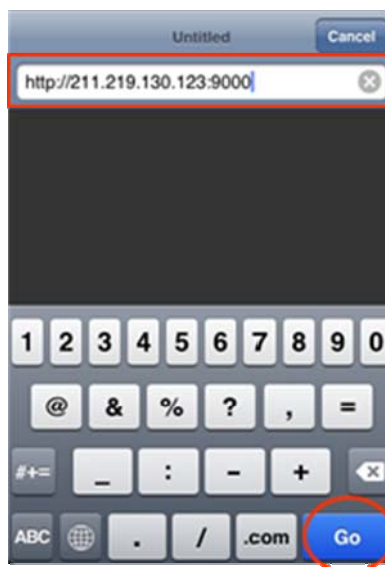 Untitled Cancel
http://211.219.130.123:9000
1 2 3 4 5 6 7 8 9 0
@ & % ? , =
#+= _ : - +
ABC . / .com Go